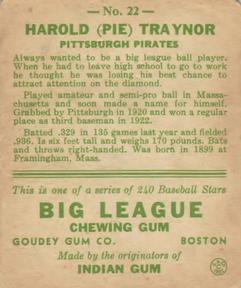 — No. 22 —
HAROLD (PIE) TRAYNOR
PITTSBURGH PIRATES
Always wanted to be a big league ball player.
When he had to leave high school to go to work
he thought he was losing his best chance to
attract attention on the diamond.
Played amateur and semi-pro ball in Massa-
chusetts and soon made a name for himself.
Grabbed by Pittsburgh in 1920 and won a regular
place as third baseman in 1922.
Batted .329 in 135 games last year and fielded
.936. Is six feet tall and weighs 170 pounds. Bats
and throws right-handed. Was born in 1899 at
Framingham, Mass.
This is one of a series of 240 Baseball Stars
BIG LEAGUE
CHEWING GUM
GOUDEY GUM CO. BOSTON
Made by the originators of
INDIAN GUM